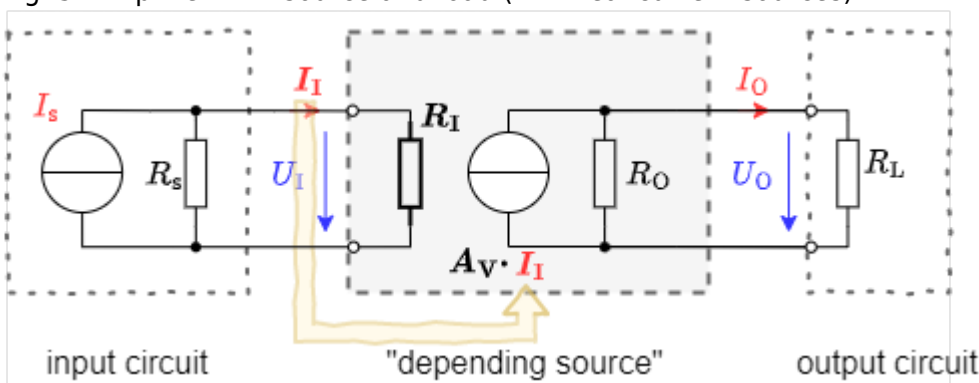 I_s
R_s
I_I
U_I
R_I
A_V · I_I
R_O
I_O
U_O
R_L
input circuit
"depending source"
output circuit